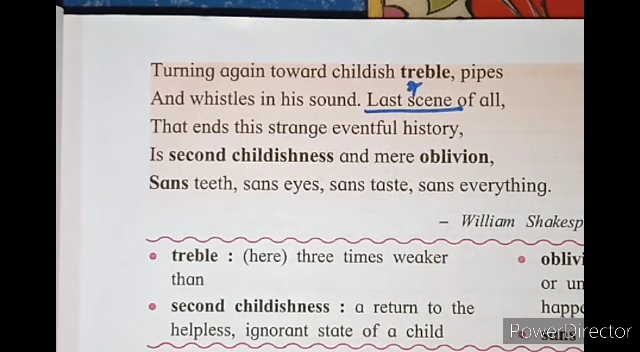 Turning again toward childish treble, pipes
And whistles in his sound. Last scene of all,
That ends this strange eventful history,
Is second childishness and mere oblivion,
Sans teeth, sans eyes, sans taste, sans everything.
– William Shakesp
• treble : (here) three times weaker
than
• second childishness : a return to the
helpless, ignorant state of a child
• oblivi
or un
happe
PowerDirector